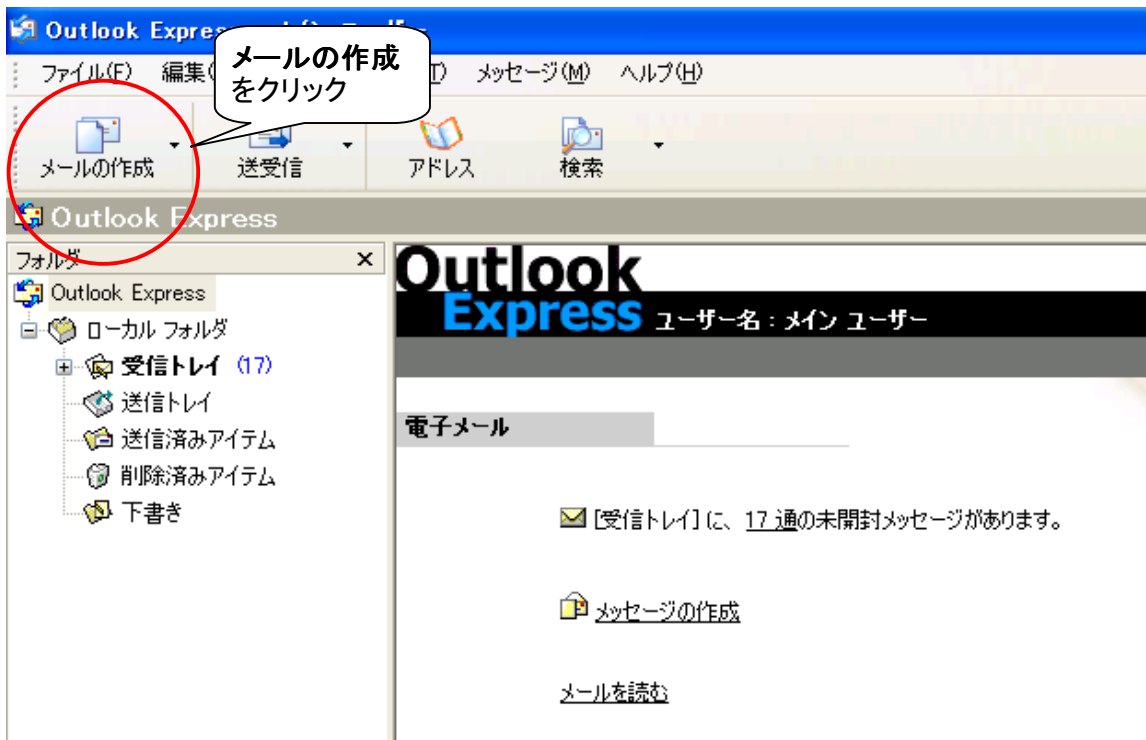 Outlook Expre
メールの作成
をクリック
ファイル(F) 編集( T) メッセージ(M) ヘルプ(H)
メールの作成 送受信 アドレス 検索
Outlook Express
フォルダ ×
Outlook Express
ローカル フォルダ
受信トレイ (17)
送信トレイ
送信済みアイテム
削除済みアイテム
下書き
Outlook
Express ユーザー名 : メイン ユーザー
電子メール
[受信トレイ] に、17 通の未開封メッセージがあります。
メッセージの作成
メールを読む